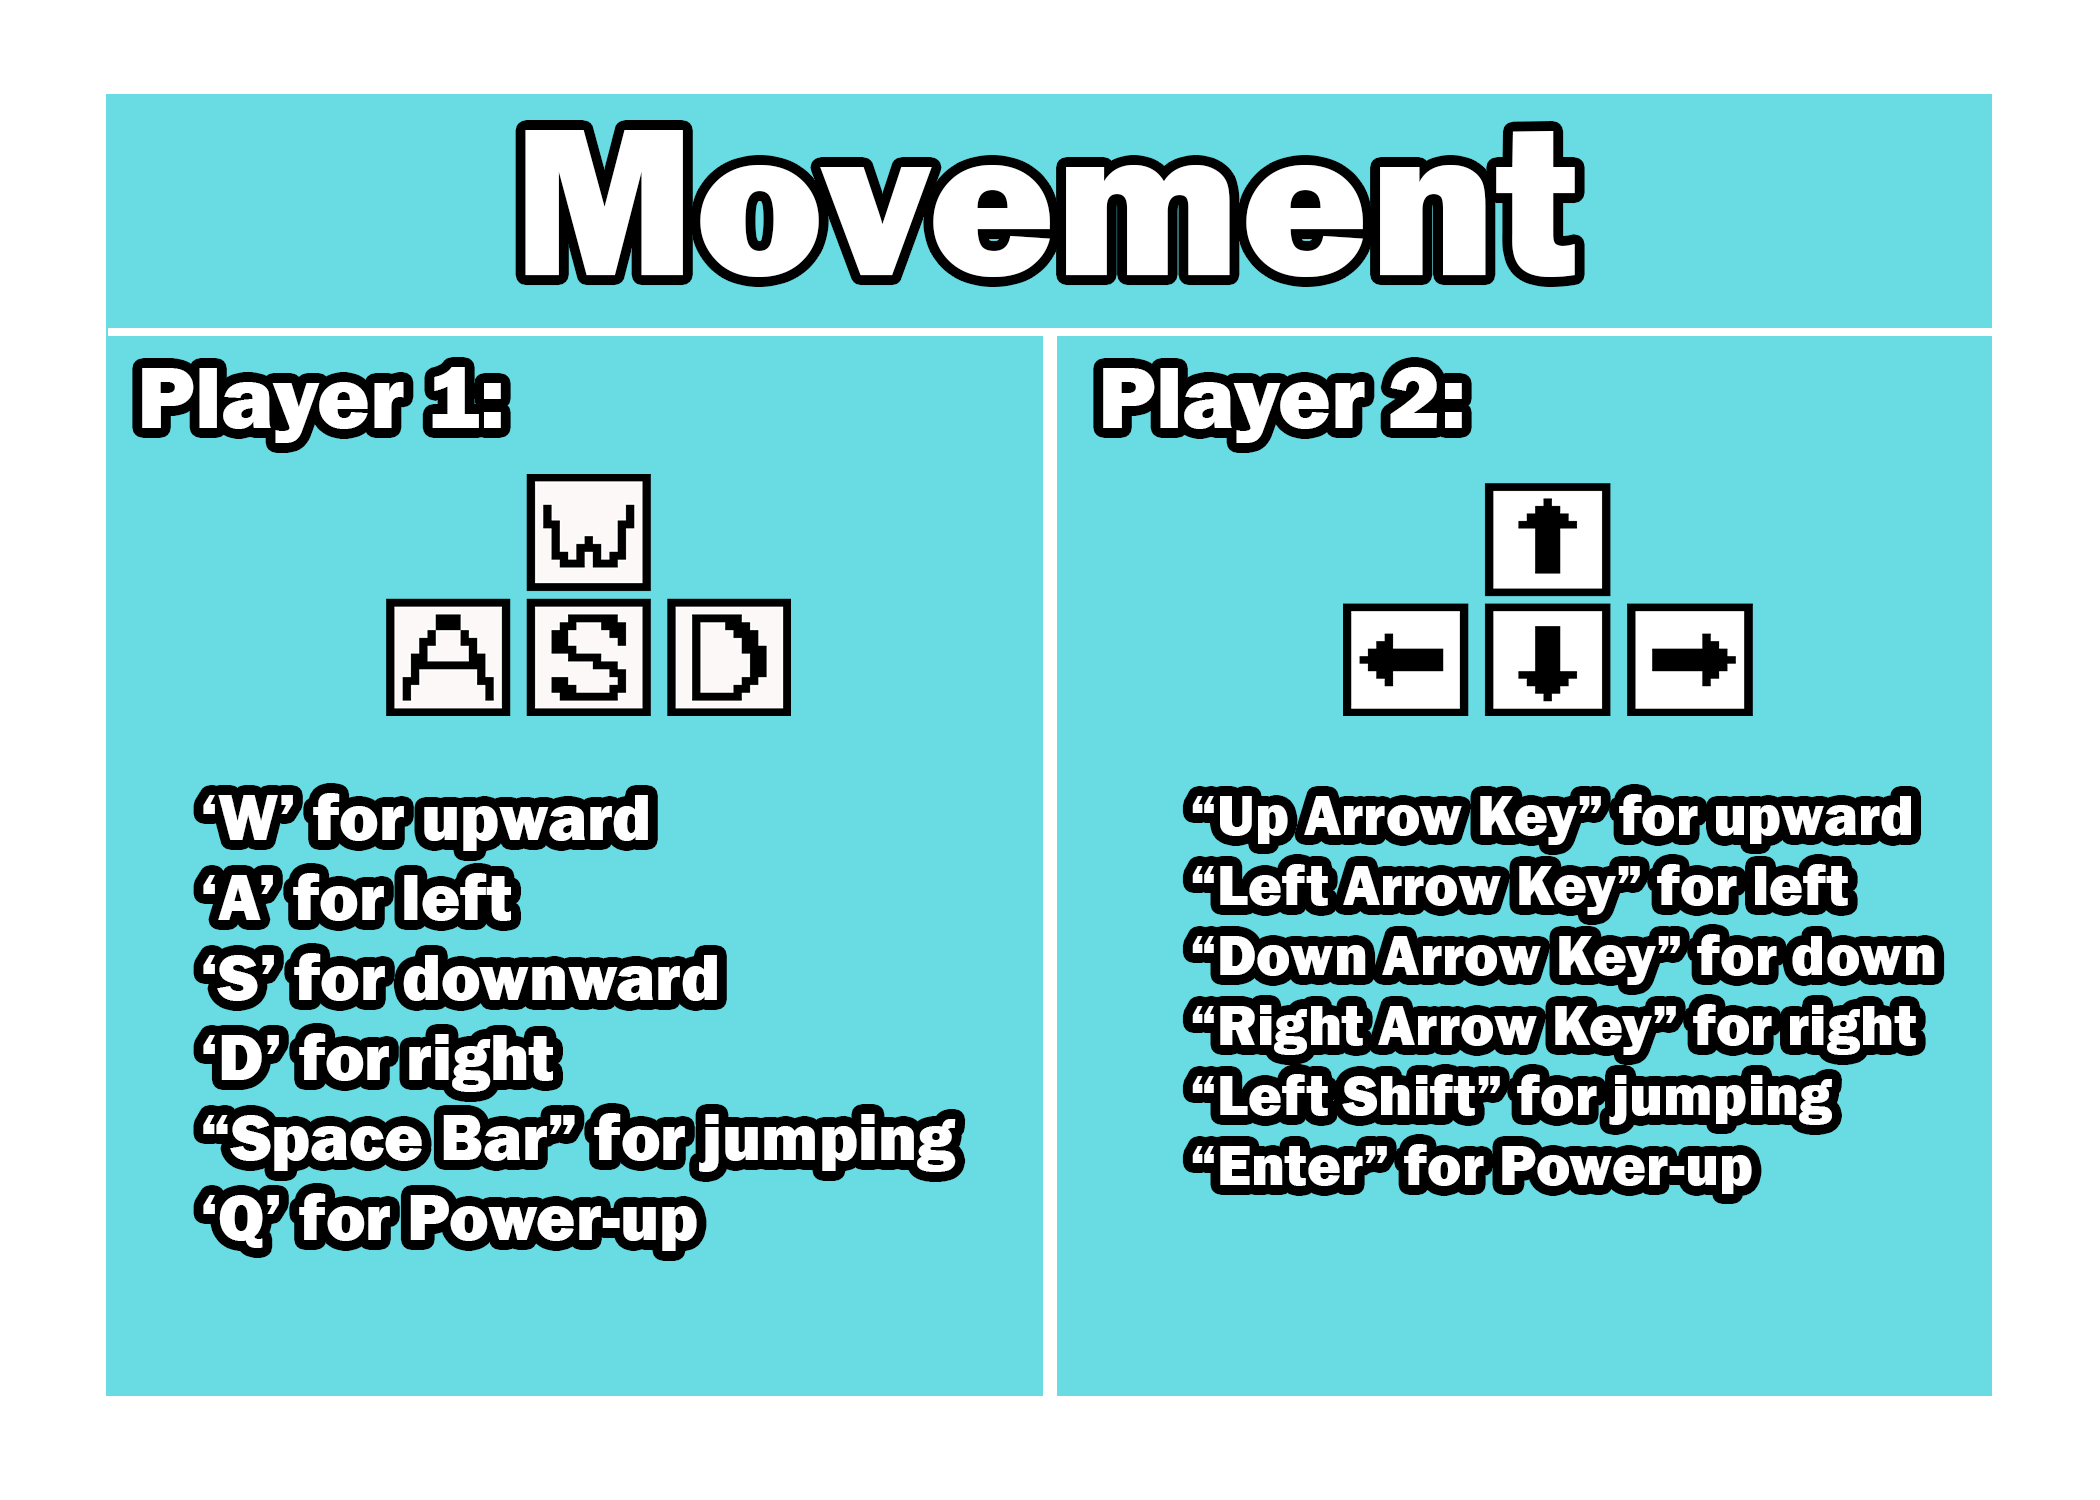 Movement
Player 1:
W
A S D
‘W’ for upward
‘A’ for left
‘S’ for downward
‘D’ for right
“Space Bar” for jumping
‘Q’ for Power-up
Player 2:
↑
← ↓ →
“Up Arrow Key” for upward
“Left Arrow Key” for left
“Down Arrow Key” for down
“Right Arrow Key” for right
“Left Shift” for jumping
“Enter” for Power-up